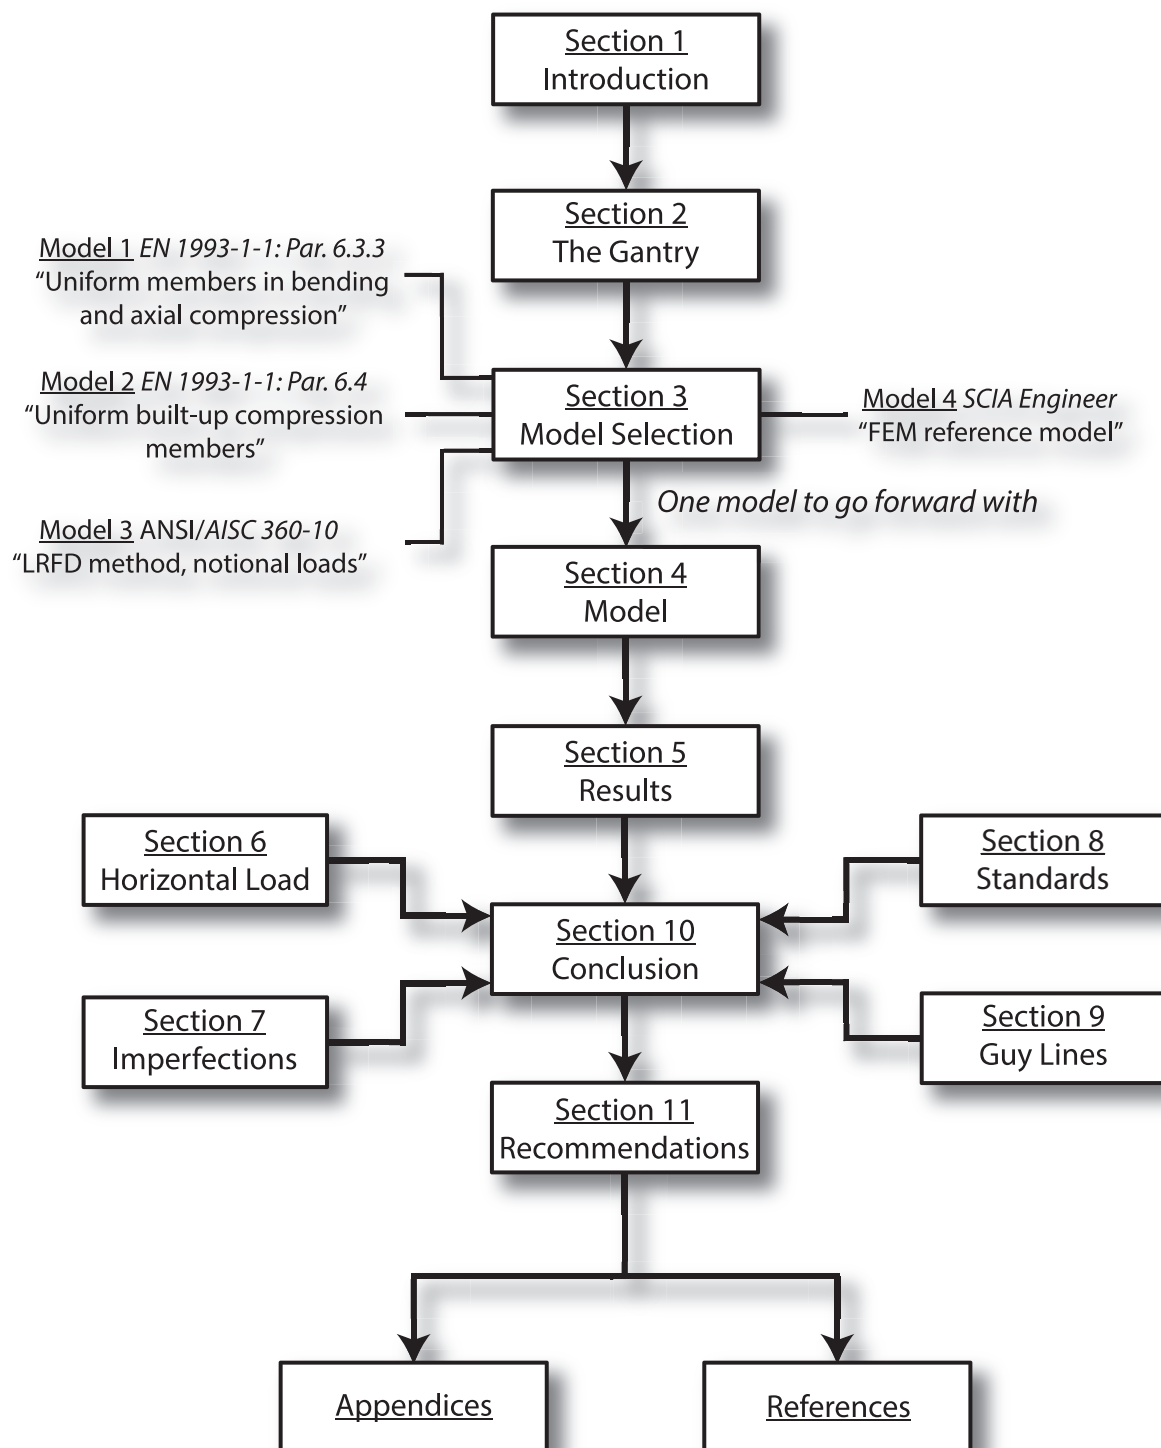 Section 1
Introduction
Section 2
The Gantry
Model 1 EN 1993-1-1: Par. 6.3.3
“Uniform members in bending
and axial compression”
Model 2 EN 1993-1-1: Par. 6.4
“Uniform built-up compression
members”
Model 3 ANSI/AISC 360-10
“LRFD method, notional loads”
Section 3
Model Selection
Model 4 SCIA Engineer
“FEM reference model”
One model to go forward with
Section 4
Model
Section 5
Results
Section 6
Horizontal Load
Section 8
Standards
Section 10
Conclusion
Section 7
Imperfections
Section 9
Guy Lines
Section 11
Recommendations
Appendices
References